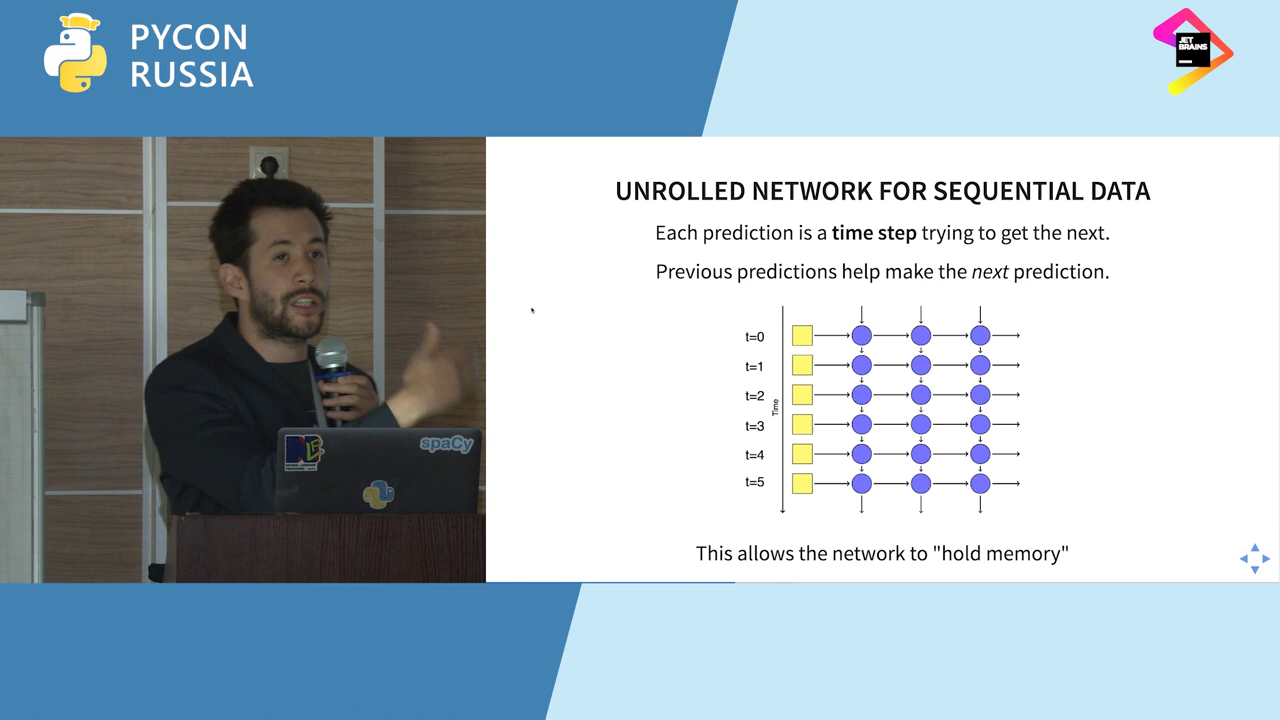 PYCON
RUSSIA
JET
BRAINS
UNROLLED NETWORK FOR SEQUENTIAL DATA
Each prediction is a time step trying to get the next.
Previous predictions help make the next prediction.
t=0
t=1
t=2
t=3
t=4
t=5
Time
This allows the network to "hold memory"
spaCy